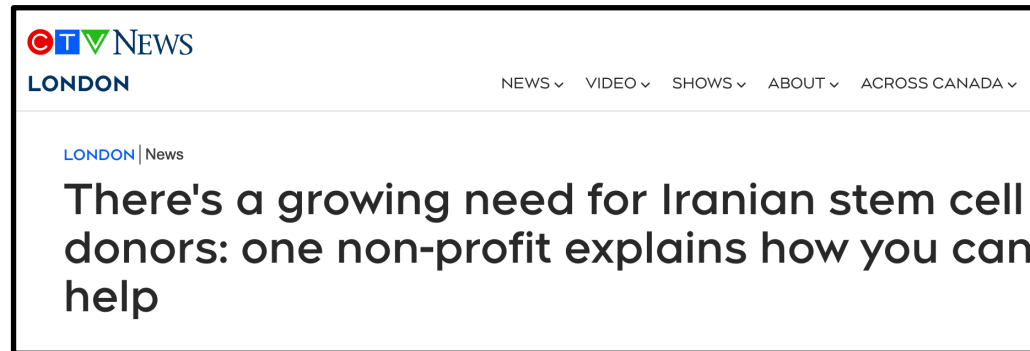 CTV NEWS
LONDON
NEWS VIDEO SHOWS ABOUT ACROSS CANADA
LONDON | News
There's a growing need for Iranian stem cell
donors: one non-profit explains how you can
help